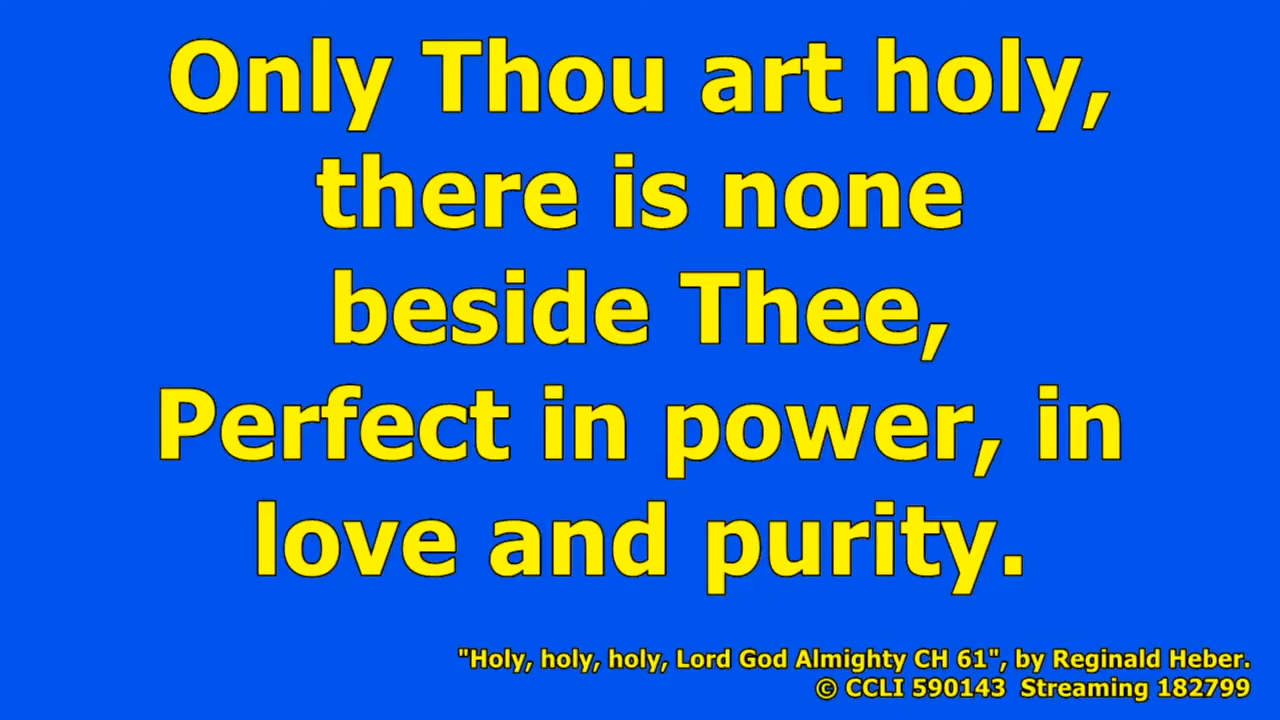 Only Thou art holy,
there is none
beside Thee,
Perfect in power, in
love and purity.
"Holy, holy, holy, Lord God Almighty CH 61", by Reginald Heber.
© CCLI 590143  Streaming 182799